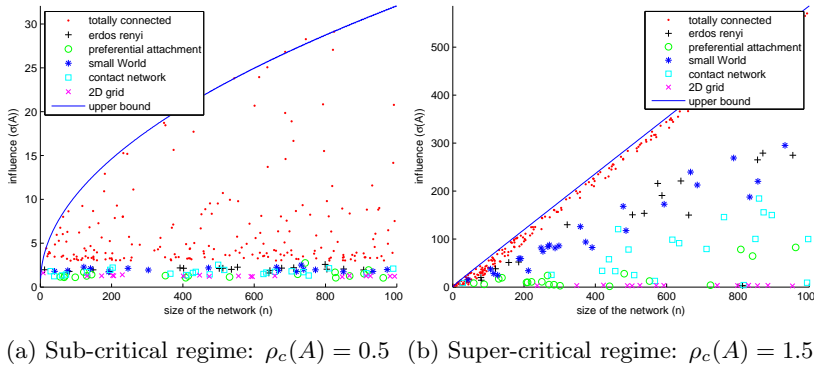 influence (σ(A))
30
25
20
15
10
5
0
0
200
400
600
800
1000
size of the network (n)
totally connected
erdos renyi
preferential attachment
small World
contact network
2D grid
upper bound
influence (σ(A))
500
400
300
200
100
0
0
200
400
600
800
1000
size of the network (n)
totally connected
erdos renyi
preferential attachment
small World
contact network
2D grid
upper bound
(a) Sub-critical regime: ρc(A) = 0.5
(b) Super-critical regime: ρc(A) = 1.5